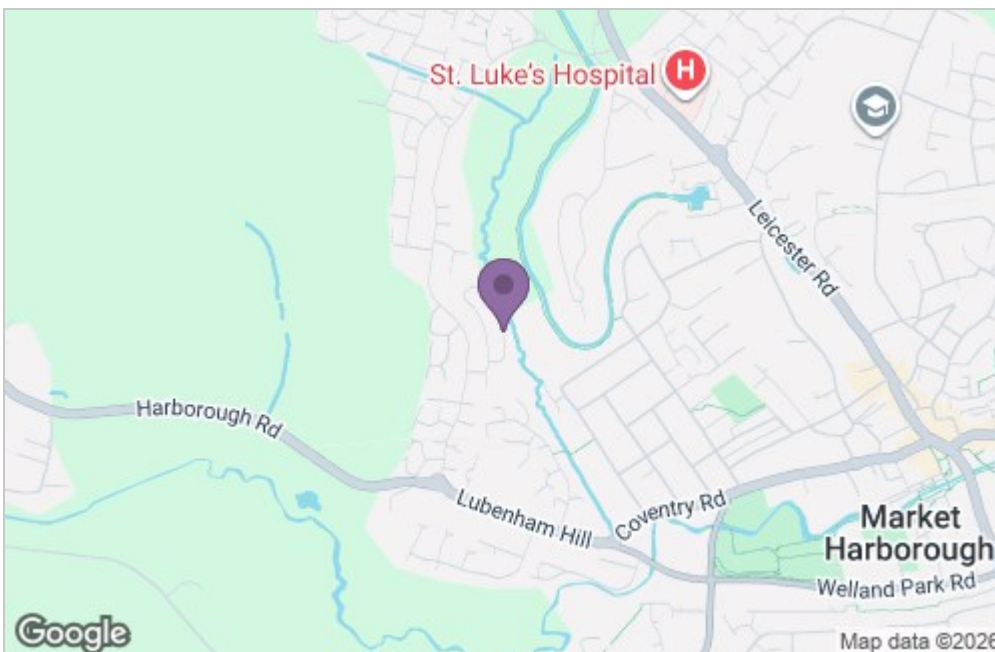 St. Luke's Hospital
H
Leicester Rd
Harborough Rd
Lubenham Hill
Coventry Rd
Market
Harborough
Welland Park Rd
Google
Map data ©2026